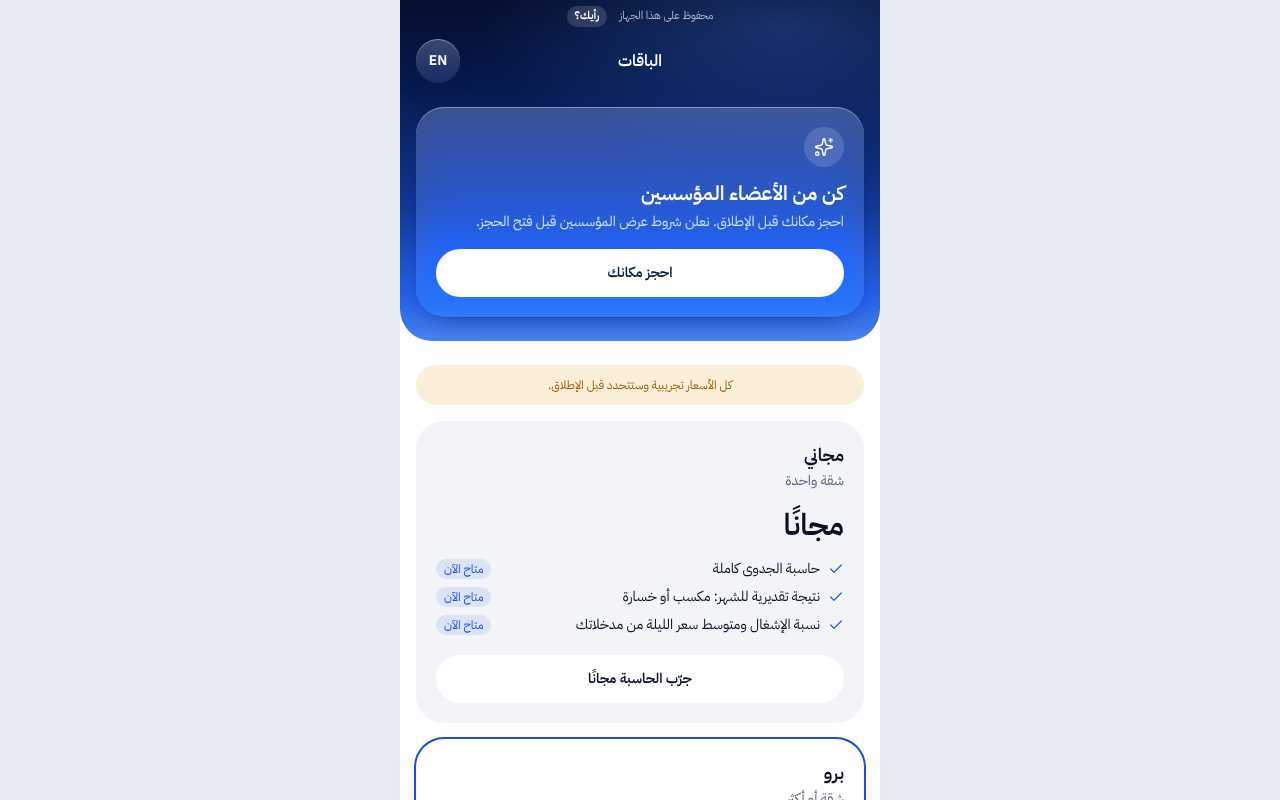 محفوظ على هذا الجهاز
رأيك؟
الباقات
EN
كن من الأعضاء المؤسسين
احجز مكانك قبل الإطلاق. نعلن شروط عرض المؤسسين قبل فتح الحجز.
احجز مكانك
كل الأسعار تجريبية وستتحدد قبل الإطلاق.
مجاني
شقة واحدة
مجانًا
حاسبة الجدوى كاملة
متاح الآن
نتيجة تقديرية للشهر: مكسب أو خسارة
متاح الآن
نسبة الإشغال ومتوسط سعر الليلة من مدخلاتك
متاح الآن
جرّب الحاسبة مجانًا
برو
شقة أو أكثر